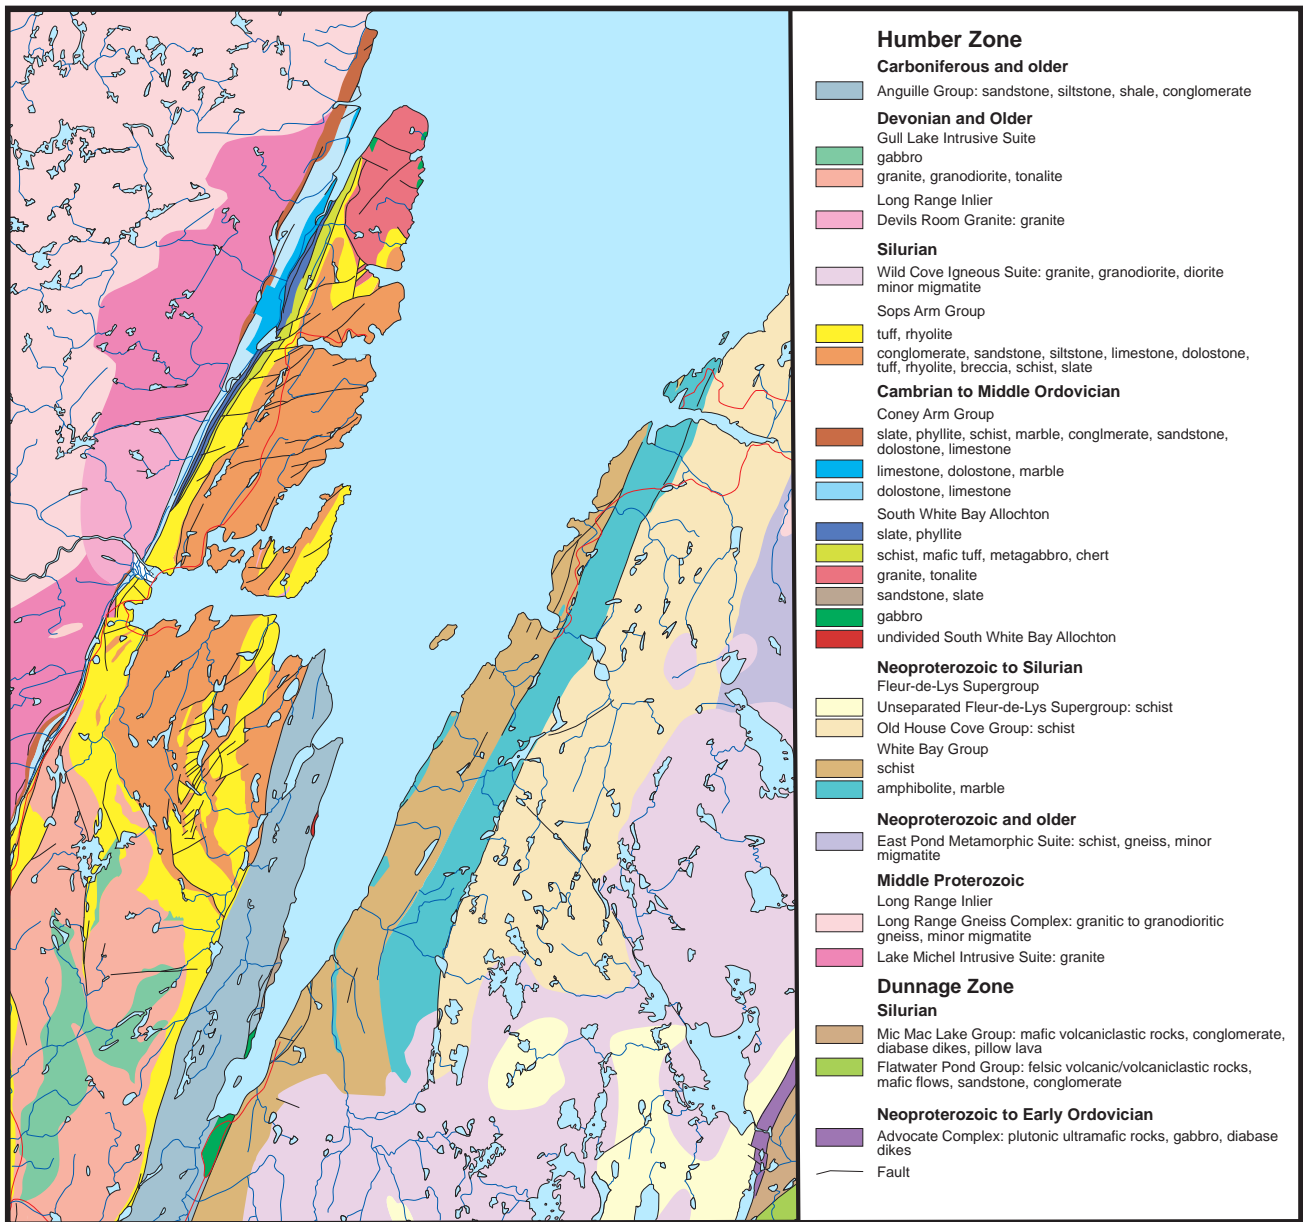 Humber Zone
Carboniferous and older
Anguille Group: sandstone, siltstone, shale, conglomerate
Devonian and Older
Gull Lake Intrusive Suite
gabbro
granite, granodiorite, tonalite
Long Range Inlier
Devils Room Granite: granite
Silurian
Wild Cove Igneous Suite: granite, granodiorite, diorite
minor migmatite
Sops Arm Group
tuff, rhyolite
conglomerate, sandstone, siltstone, limestone, dolostone,
tuff, rhyolite, breccia, schist, slate
Cambrian to Middle Ordovician
Coney Arm Group
slate, phyllite, schist, marble, conglmerate, sandstone,
dolostone, limestone
limestone, dolostone, marble
dolostone, limestone
South White Bay Allochton
slate, phyllite
schist, mafic tuff, metagabbro, chert
granite, tonalite
sandstone, slate
gabbro
undivided South White Bay Allochton
Neoproterozoic to Silurian
Fleur-de-Lys Supergroup
Unseparated Fleur-de-Lys Supergroup: schist
Old House Cove Group: schist
White Bay Group
schist
amphibolite, marble
Neoproterozoic and older
East Pond Metamorphic Suite: schist, gneiss, minor
migmatite
Middle Proterozoic
Long Range Inlier
Long Range Gneiss Complex: granitic to granodioritic
gneiss, minor migmatite
Lake Michel Intrusive Suite: granite
Dunnage Zone
Silurian
Mic Mac Lake Group: mafic volcaniclastic rocks, conglomerate,
diabase dikes, pillow lava
Flatwater Pond Group: felsic volcanic/volcaniclastic rocks,
mafic flows, sandstone, conglomerate
Neoproterozoic to Early Ordovician
Advocate Complex: plutonic ultramafic rocks, gabbro, diabase
dikes
Fault